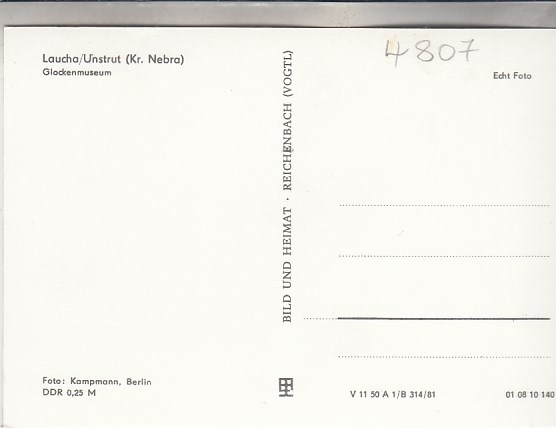 Laucha/Unstrut (Kr. Nebra)
Glockenmuseum
4807
Echt Foto
BILD UND HEIMAT · REICHENBACH (VOGTL)
Foto: Kampmann, Berlin
DDR 0,25 M
V 11 50 A 1/B 314/81
01 08 10 140